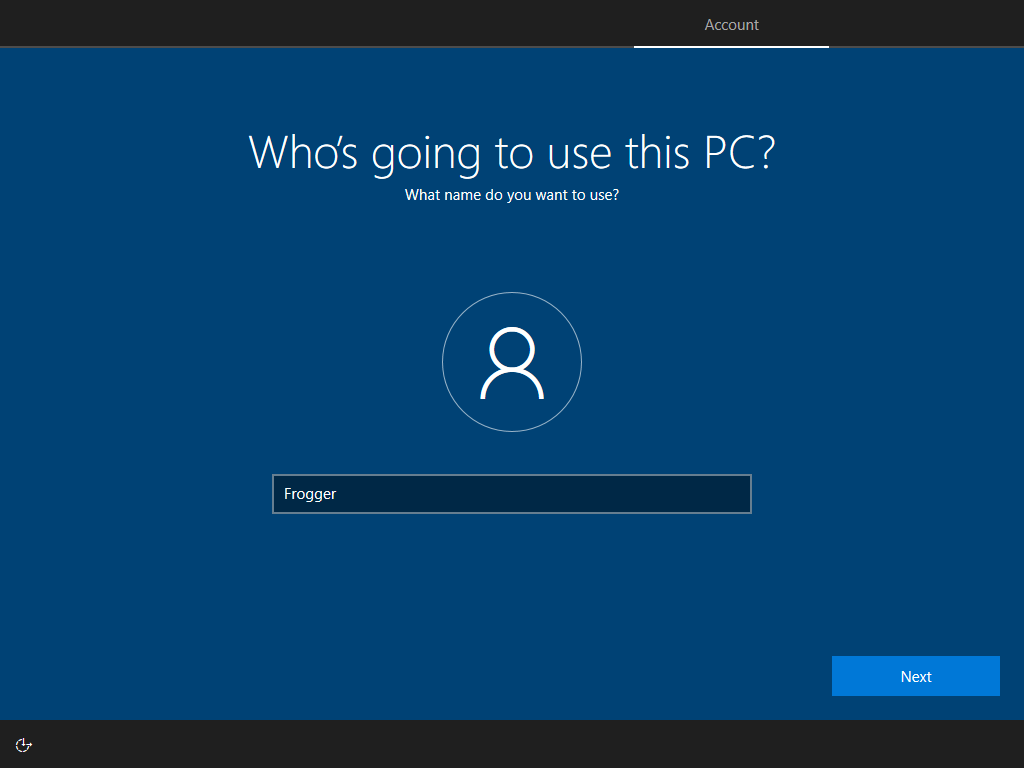 Account
Who's going to use this PC?
What name do you want to use?
Frogger
Next